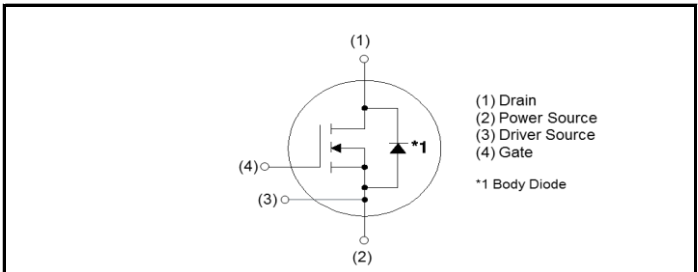 (1)
(1) Drain
(2) Power Source
(3) Driver Source
(4) Gate
*1 Body Diode
*1
(4)
(3)
(2)